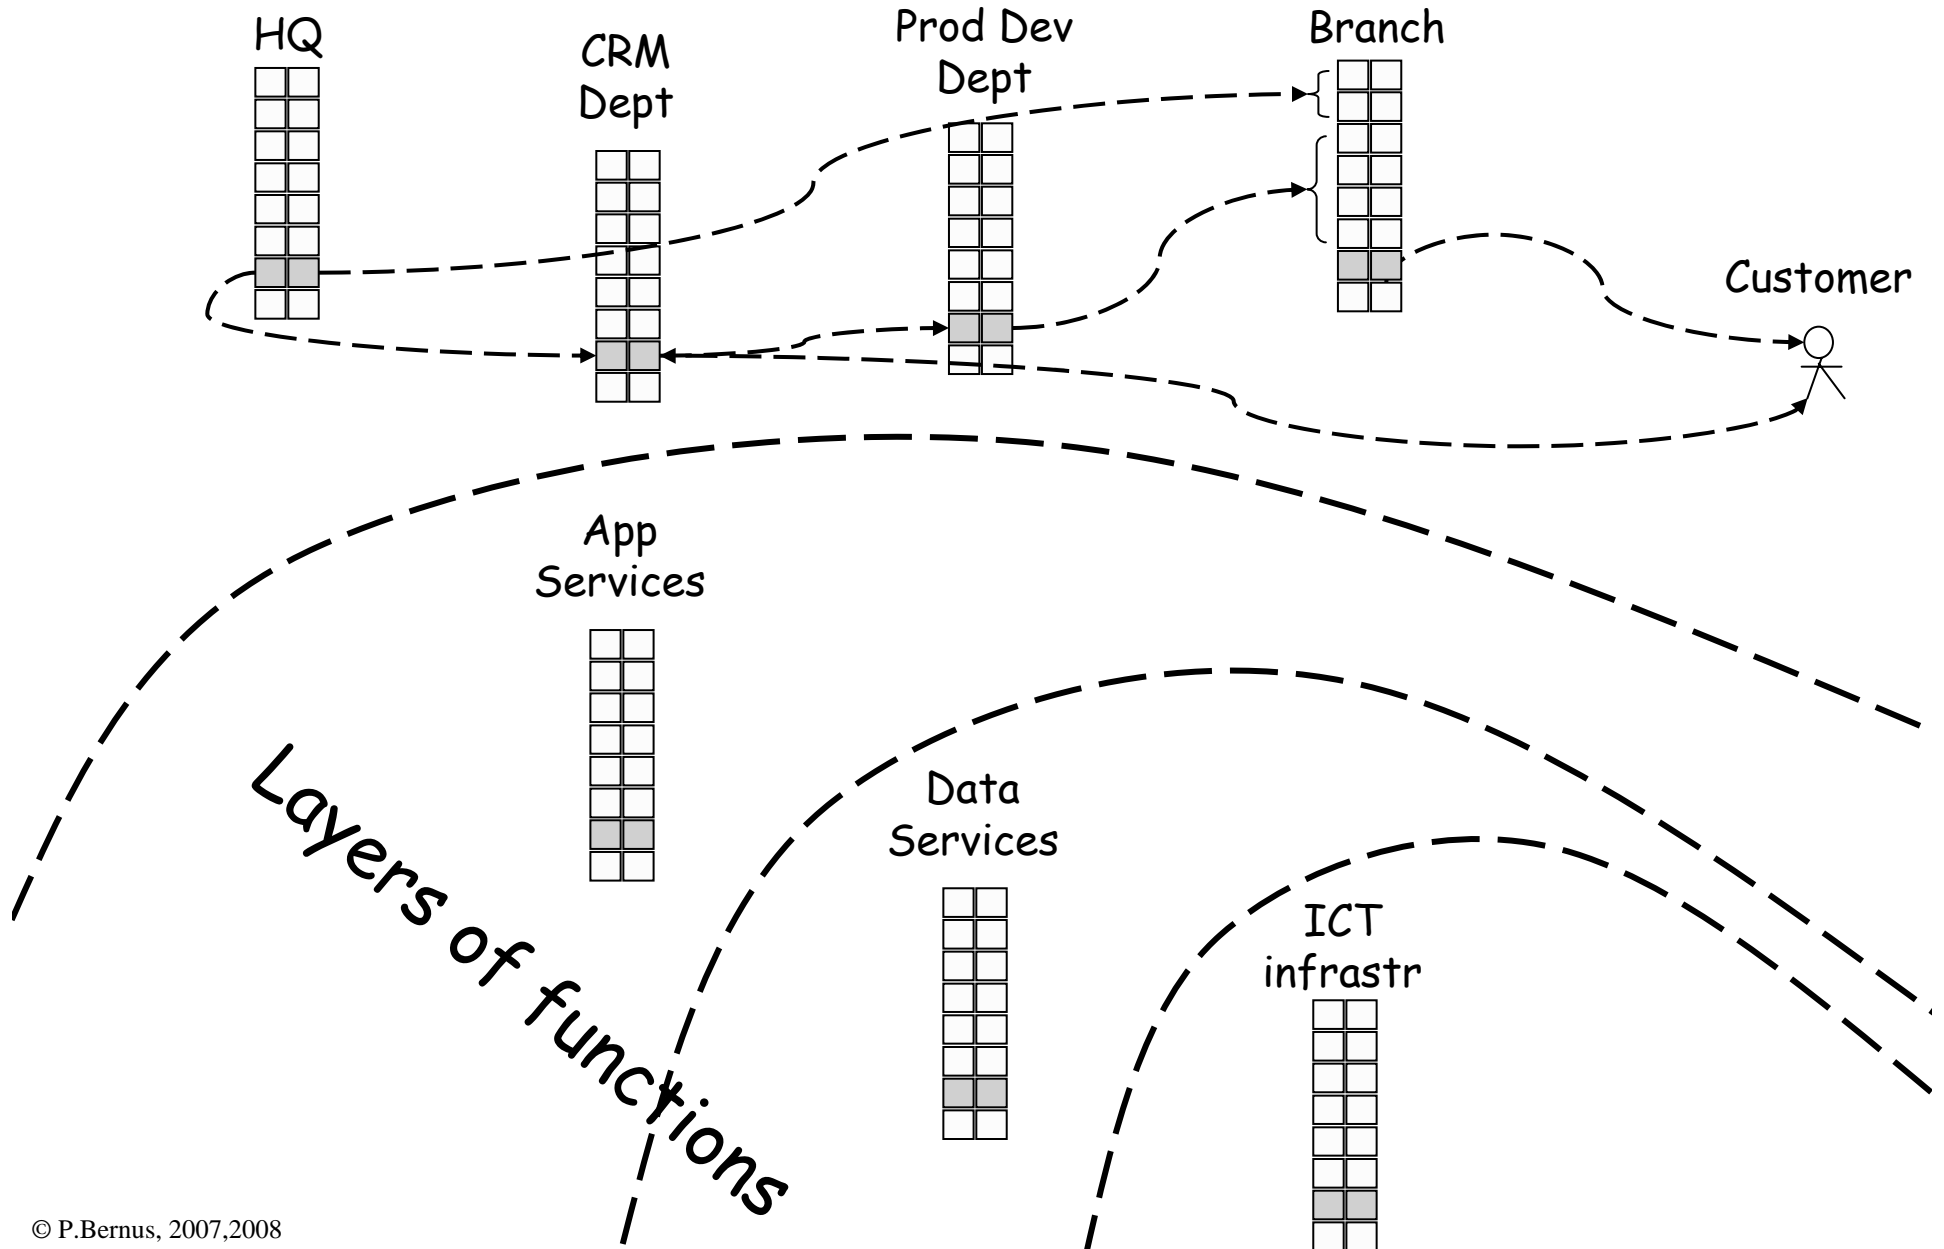 HQ
CRM
Dept
Prod Dev
Dept
Branch
Customer
App
Services
Layers of functions
Data
Services
ICT
infrastr
© P.Bernus, 2007,2008